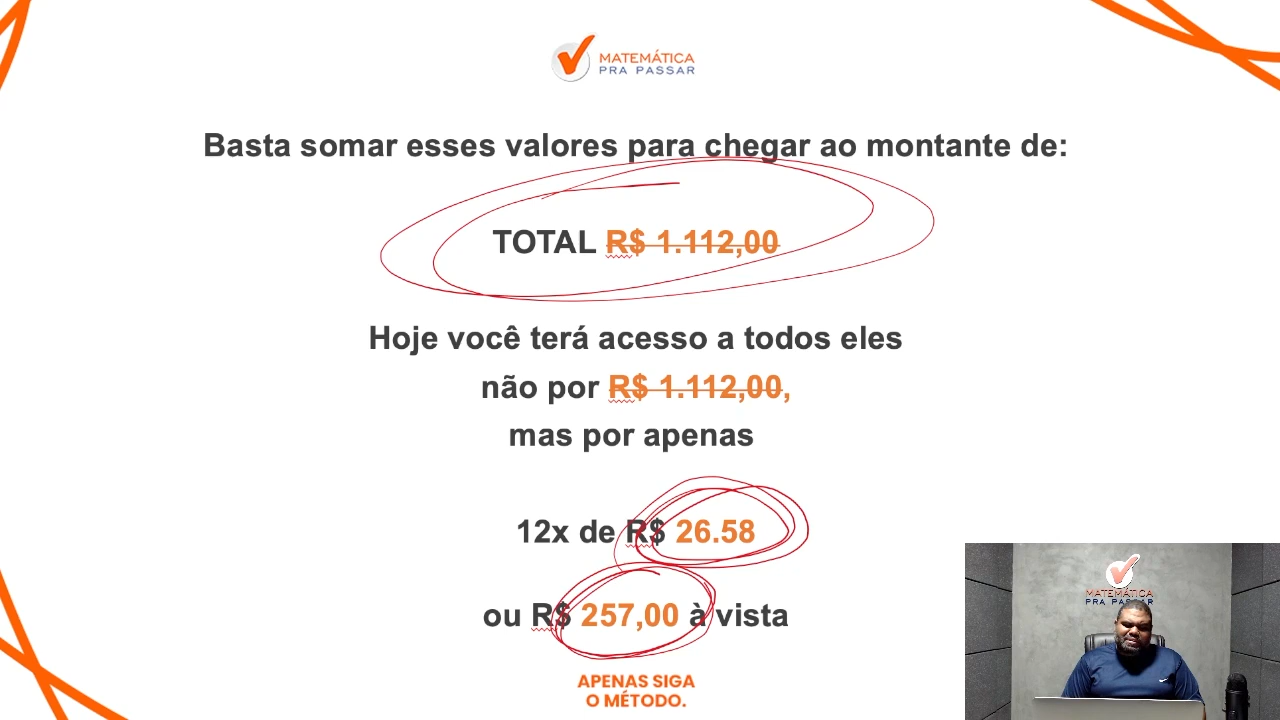 MATEMÁTICA
PRA PASSAR
Basta somar esses valores para chegar ao montante de:
TOTAL R$ 1.112,00
Hoje você terá acesso a todos eles
não por R$ 1.112,00,
mas por apenas
12x de R$ 26.58
ou R$ 257,00 à vista
APENAS SIGA
O MÉTODO.
MATEMÁTICA
PRA PASSAR